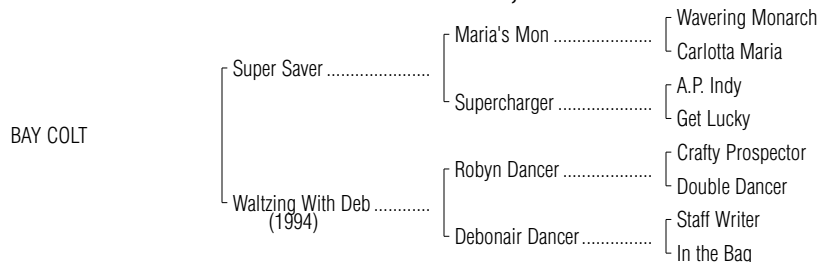 Wavering Monarch
Maria's Mon ......................
Carlotta Maria
Super Saver .......................
A.P. Indy
Supercharger .....................
Get Lucky
BAY COLT
Crafty Prospector
Robyn Dancer ....................
Double Dancer
Waltzing With Deb ............
(1994)
Staff Writer
Debonair Dancer ................
In the Bag